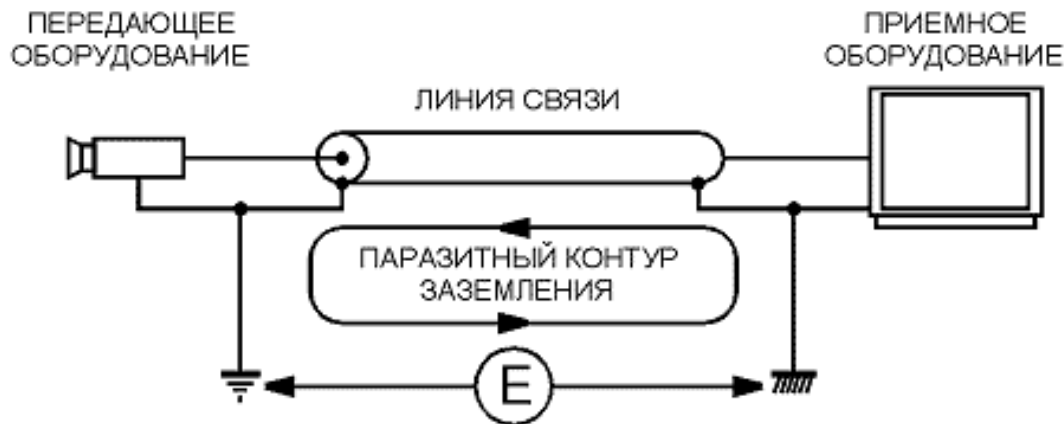 ПЕРЕДАЮЩЕЕ
ОБОРУДОВАНИЕ
ПРИЕМНОЕ
ОБОРУДОВАНИЕ
ЛИНИЯ СВЯЗИ
ПАРАЗИТНЫЙ КОНТУР
ЗАЗЕМЛЕНИЯ
E